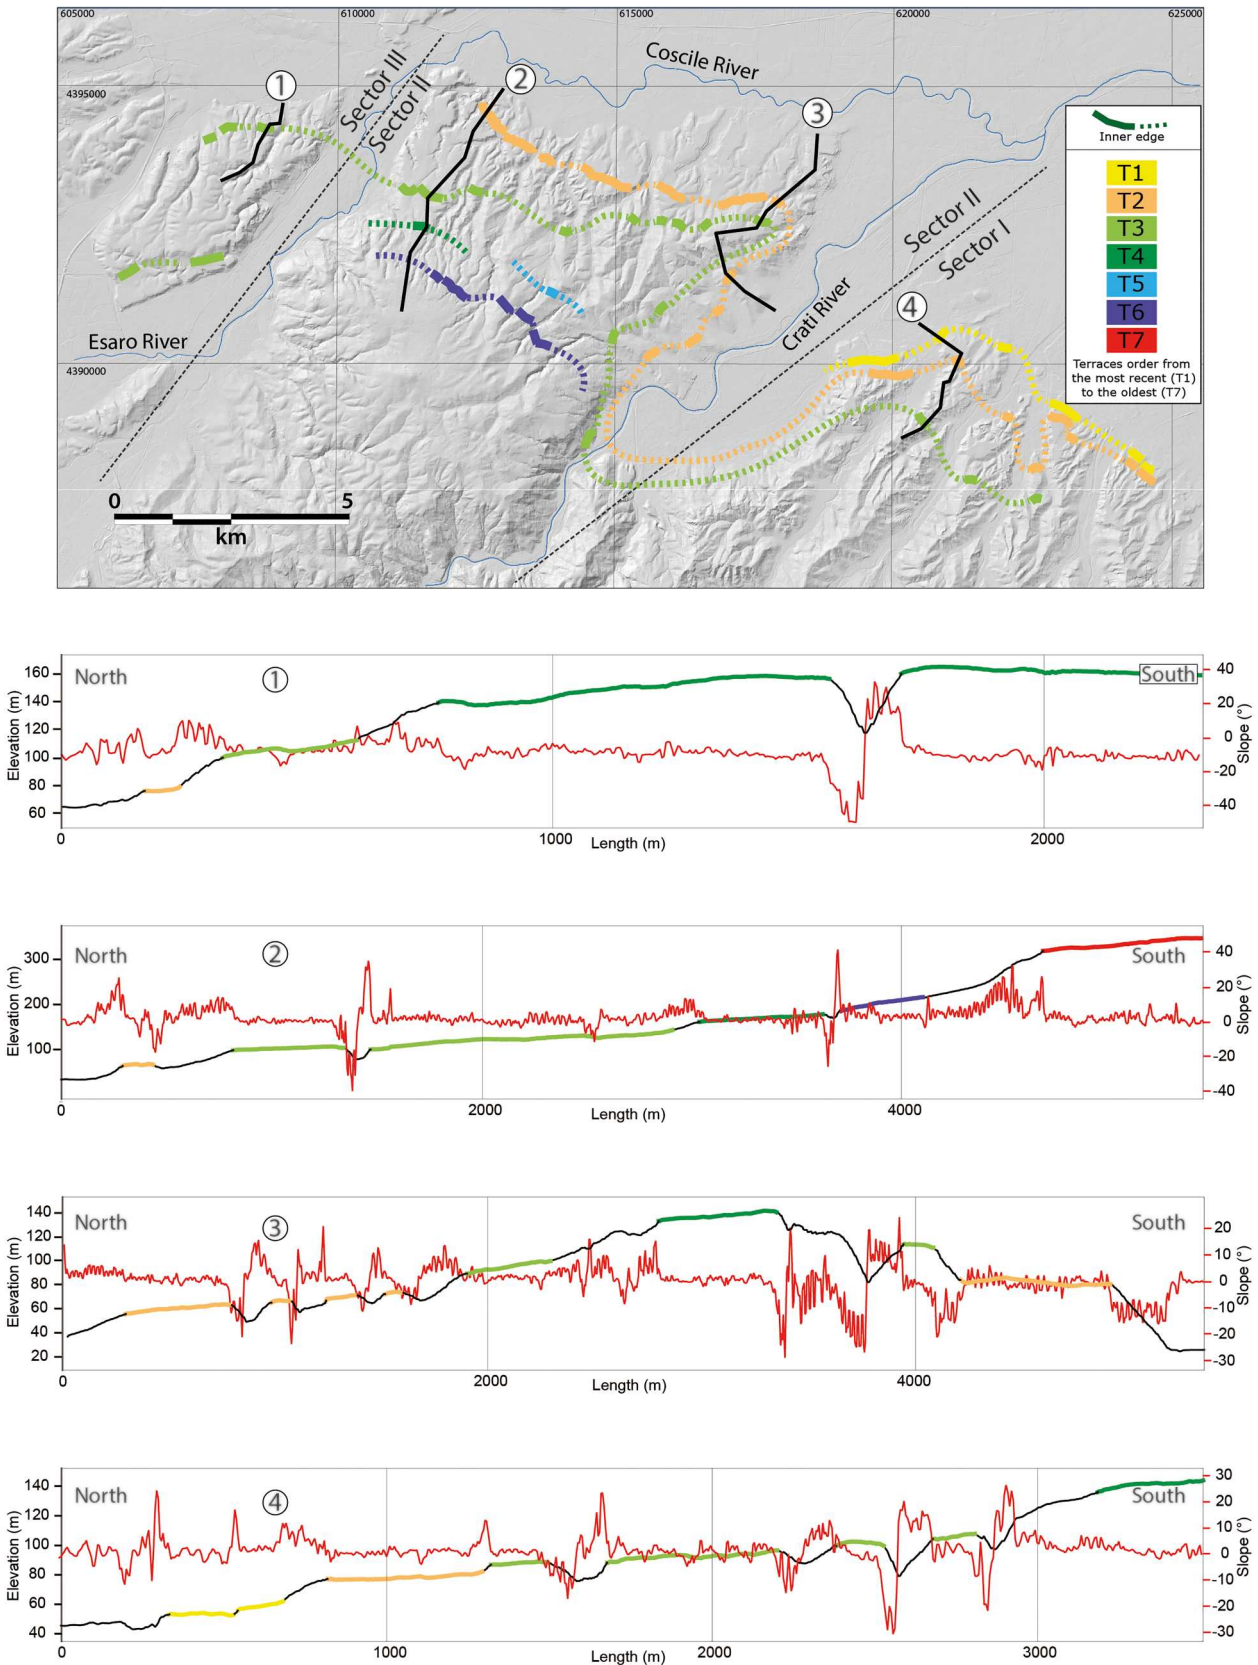 605000 610000 615000 620000 625000
4395000
4390000
Sector III
Sector II
Coscile River
1
2
3
4
Sector II
Sector I
Crati River
Esaro River
0 5
km
Inner edge
T1
T2
T3
T4
T5
T6
T7
Terraces order from
the most recent (T1)
to the oldest (T7)
North 1 South
Elevation (m)
160
140
120
100
80
60
Slope (°)
40
20
0
-20
-40
0 1000 2000
Length (m)
North 2 South
Elevation (m)
300
200
100
Slope (°)
40
20
0
-20
-40
0 2000 4000
Length (m)
North 3 South
Elevation (m)
140
120
100
80
60
40
20
Slope (°)
20
10
0
-10
-20
-30
0 2000 4000
Length (m)
North 4 South
Elevation (m)
140
120
100
80
60
40
Slope (°)
30
20
10
0
-10
-20
-30
0 1000 2000 3000
Length (m)